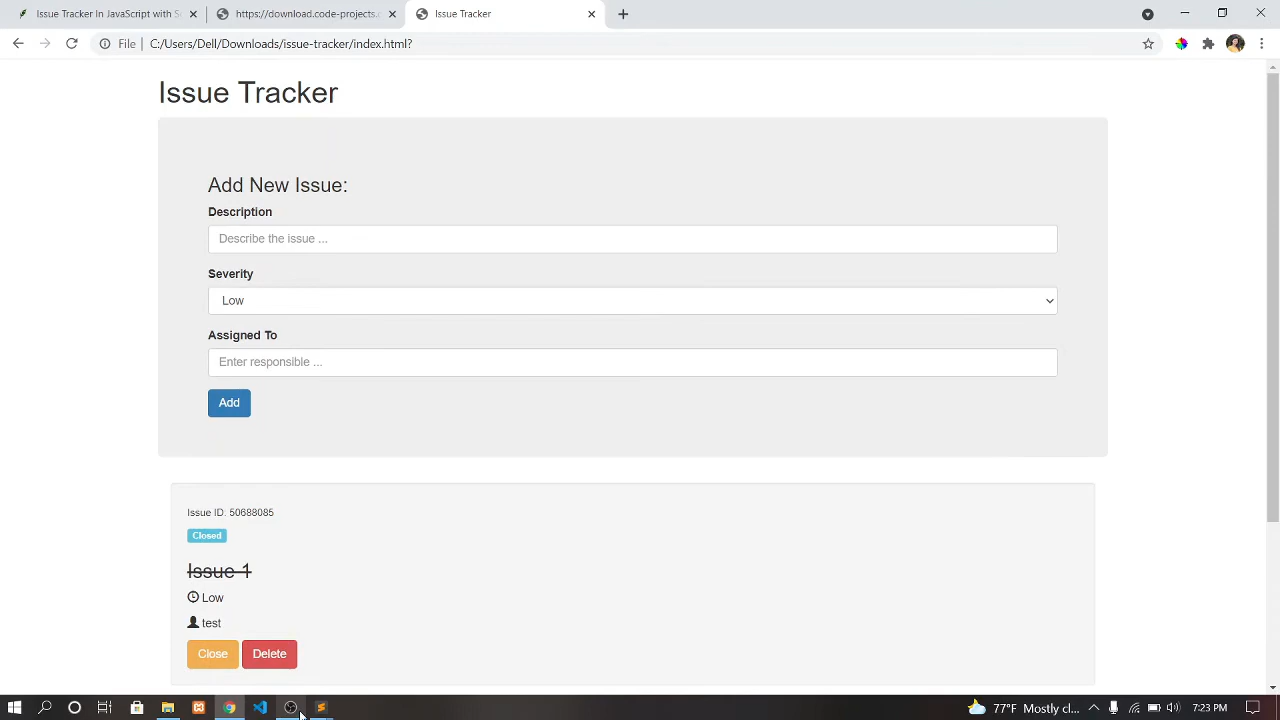 Issue Tracker In JavaScript with S
https://download.code-projects.
Issue Tracker
File
C:/Users/Dell/Downloads/issue-tracker/index.html?
Issue Tracker
Add New Issue:
Description
Describe the issue ...
Severity
Low
Assigned To
Enter responsible ...
Add
Issue ID: 50688085
Closed
Issue 1
Low
test
Close Delete
77°F Mostly cl...
7:23 PM